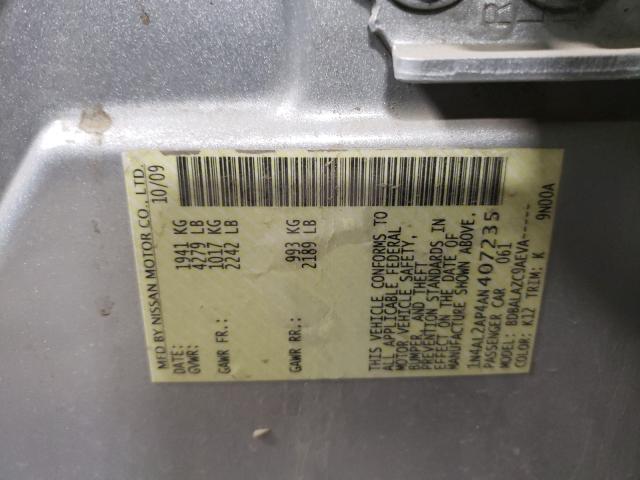 MFD BY NISSAN MOTOR CO., LTD.
DATE: 10/09
GVWR: 1941 KG
4279 LB
GAWR FR: 1017 KG
2242 LB
GAWR RR: 993 KG
2189 LB
THIS VEHICLE CONFORMS TO
ALL APPLICABLE FEDERAL
MOTOR VEHICLE SAFETY,
BUMPER, AND THEFT
PREVENTION STANDARDS IN
EFFECT ON THE DATE OF
MANUFACTURE SHOWN ABOVE.
1N4AL2AP4AN407235
PASSENGER CAR 061
MODEL: BDBALAZC9AEVA-----
COLOR: K12 TRIM: K 9N00A